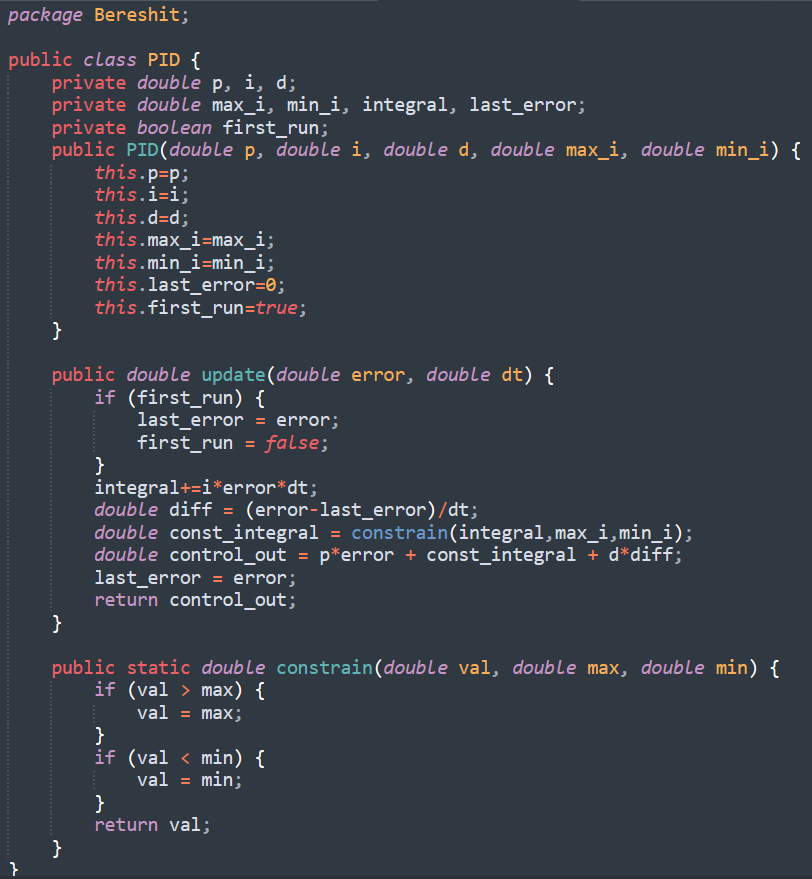 package Bereshit;
public class PID {
private double p, i, d;
private double max_i, min_i, integral, last_error;
private boolean first_run;
public PID(double p, double i, double d, double max_i, double min_i) {
this.p=p;
this.i=i;
this.d=d;
this.max_i=max_i;
this.min_i=min_i;
this.last_error=0;
this.first_run=true;
}
public double update(double error, double dt) {
if (first_run) {
last_error = error;
first_run = false;
}
integral+=i*error*dt;
double diff = (error-last_error)/dt;
double const_integral = constrain(integral,max_i,min_i);
double control_out = p*error + const_integral + d*diff;
last_error = error;
return control_out;
}
public static double constrain(double val, double max, double min) {
if (val > max) {
val = max;
}
if (val < min) {
val = min;
}
return val;
}
}